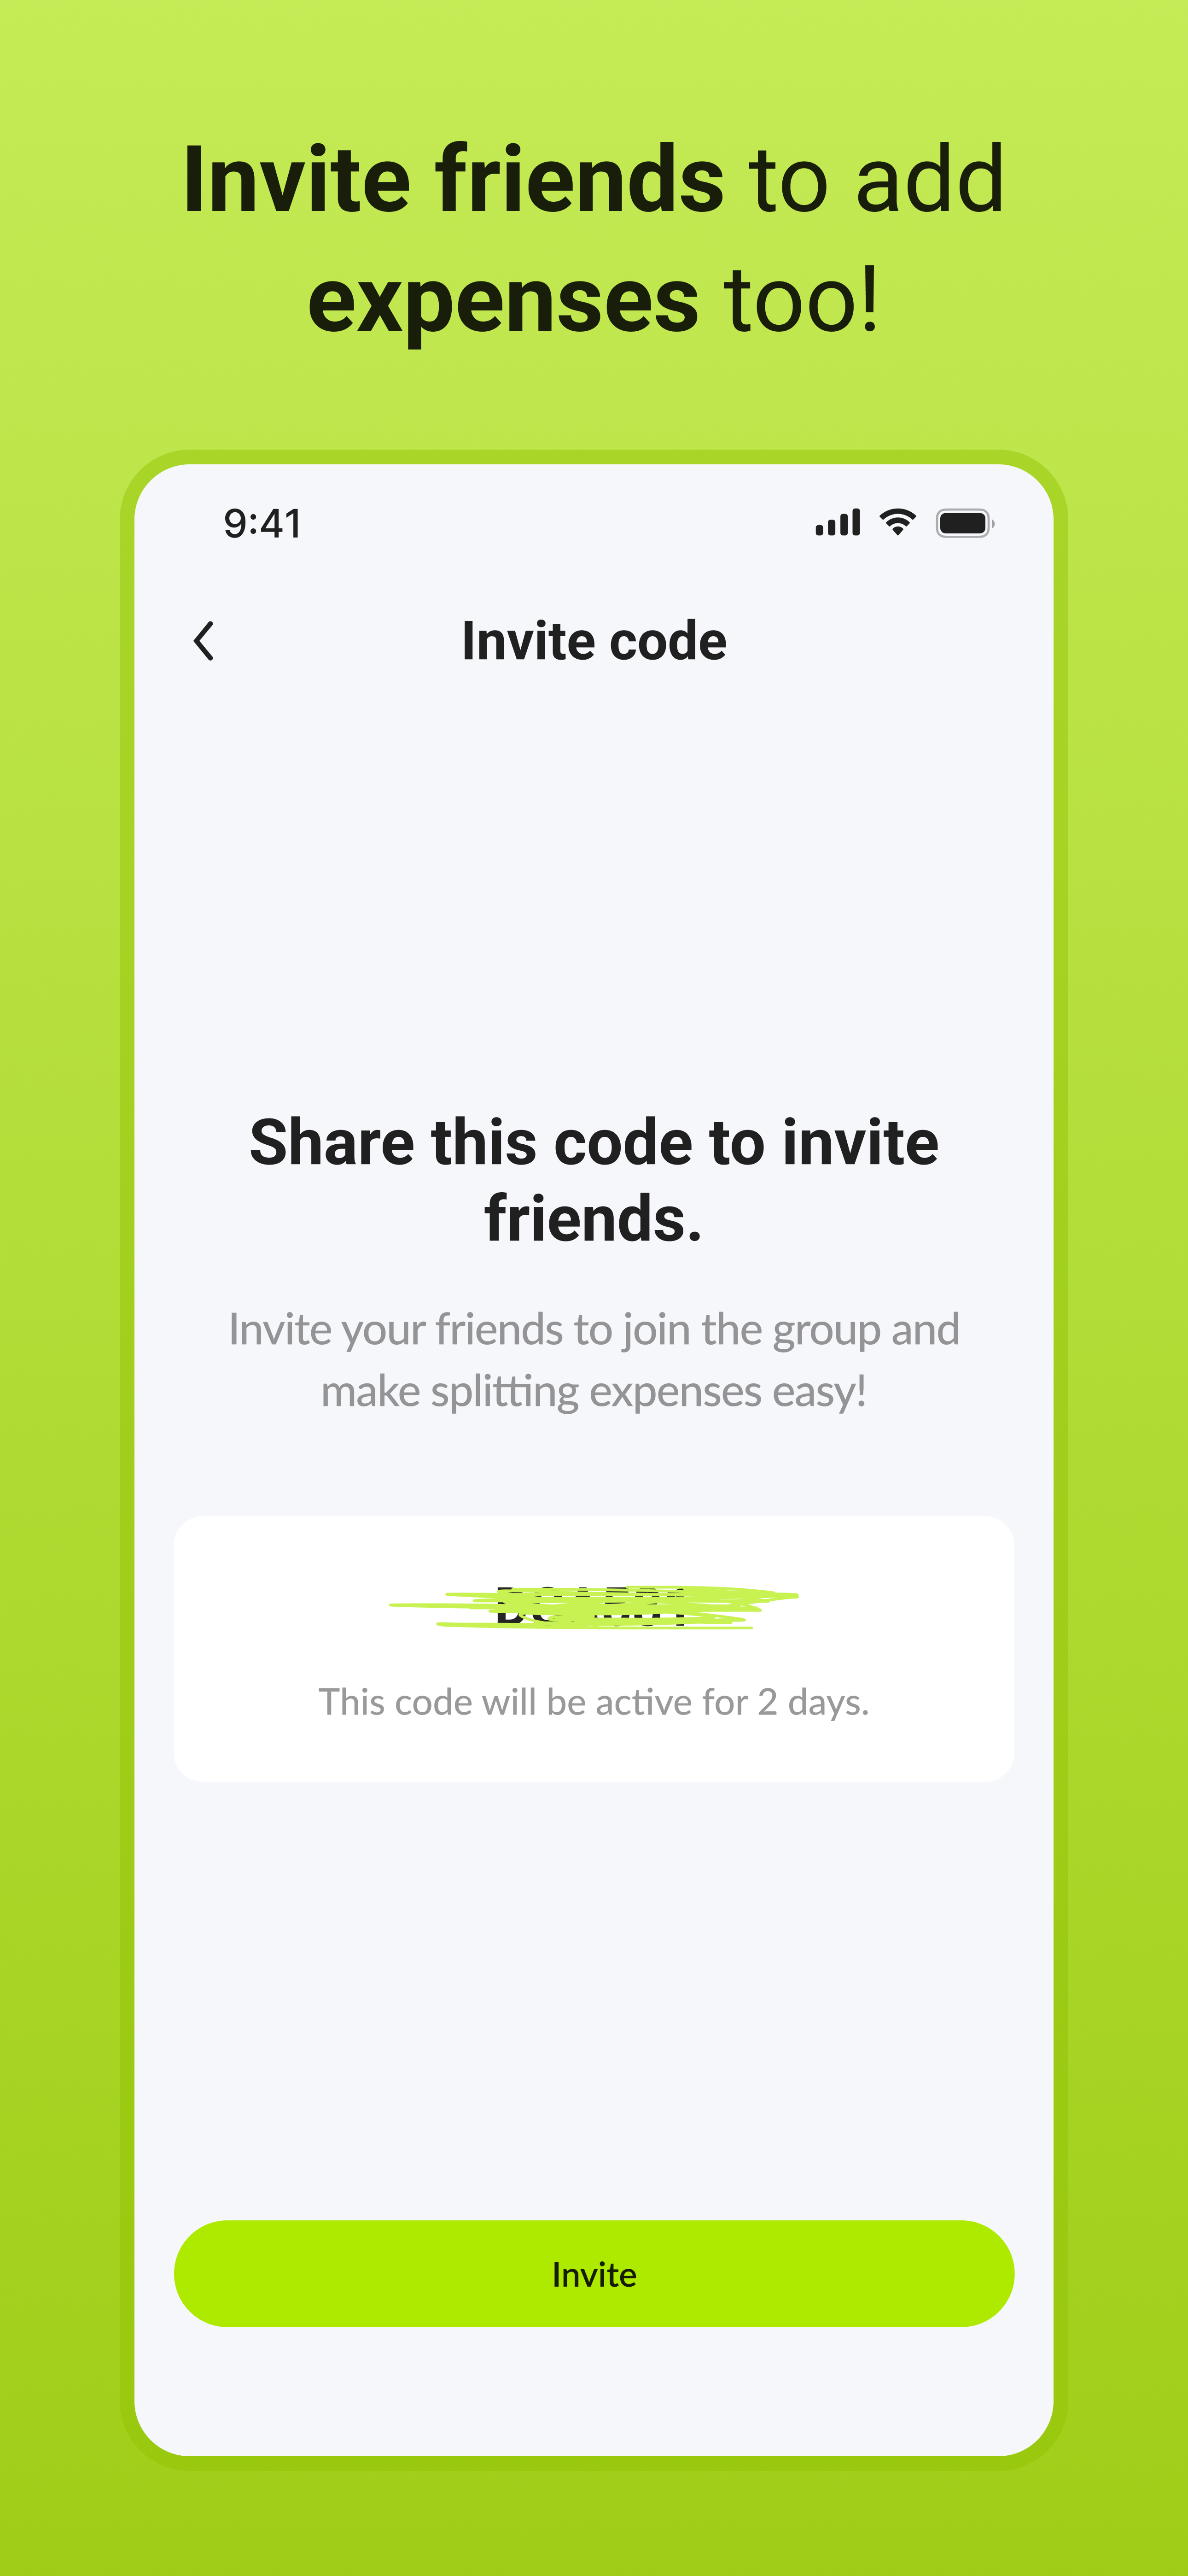 Invite friends to add
expenses too!
9:41
Invite code
Share this code to invite
friends.
Invite your friends to join the group and
make splitting expenses easy!
This code will be active for 2 days.
Invite